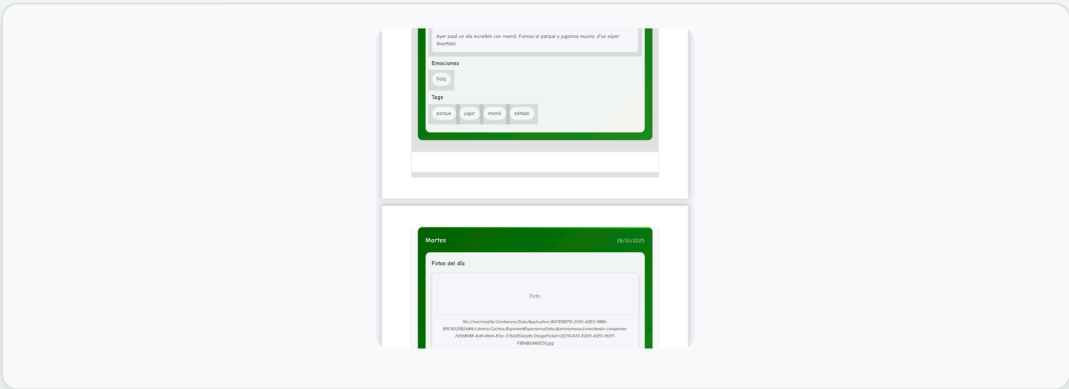 Ayer pasé un día increíble con mamá. Fuimos al parque y jugamos mucho. ¡Fue súper
divertido!
Emociones
Feliz
Tags
parque
jugar
mamá
editado
Martes
28/10/2025
Fotos del día
Foto